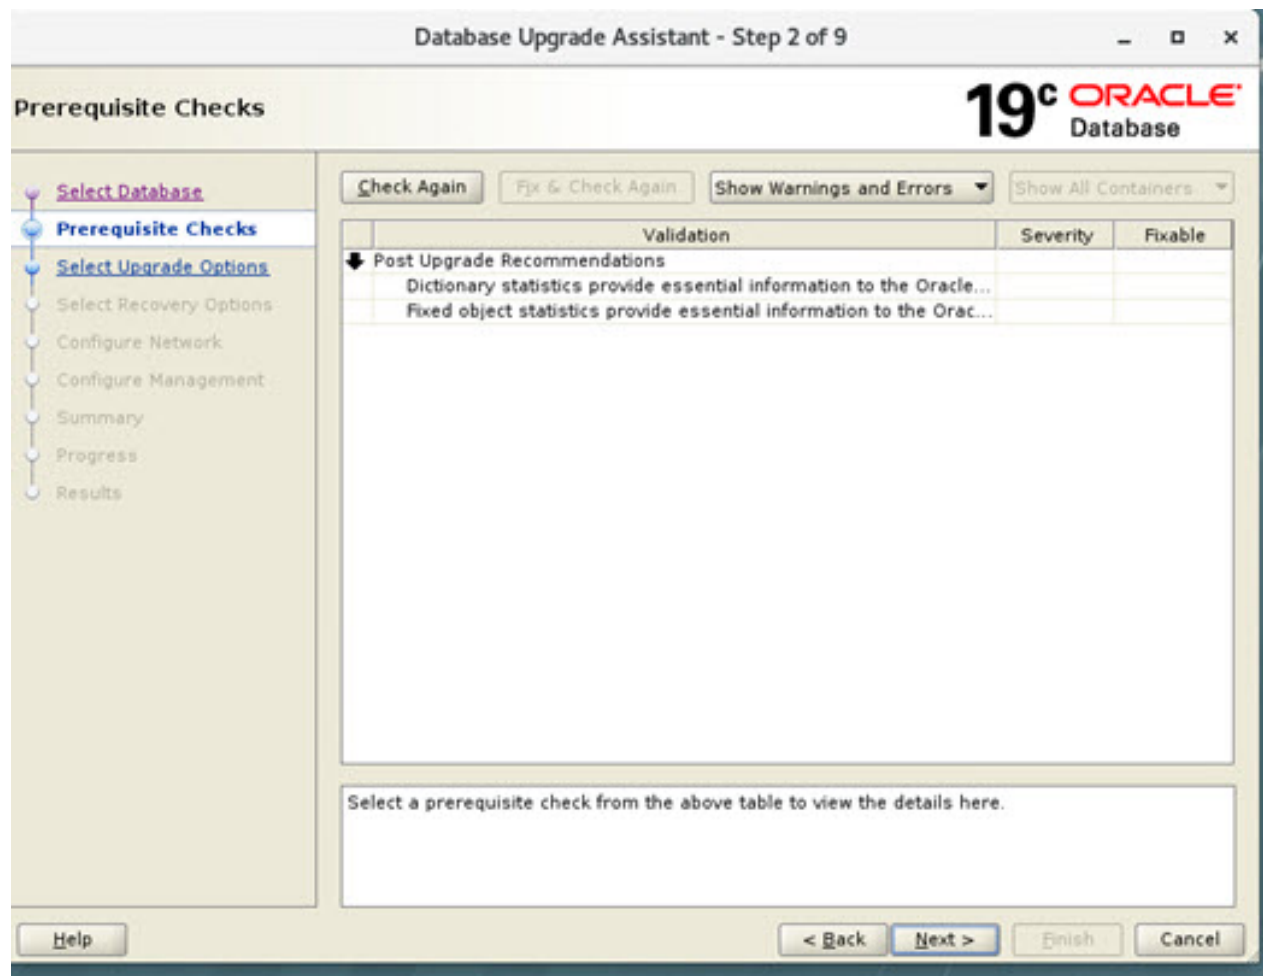 Database Upgrade Assistant - Step 2 of 9
Prerequisite Checks
19c ORACLE
Database
Select Database
Prerequisite Checks
Select Upgrade Options
Select Recovery Options
Configure Network
Configure Management
Summary
Progress
Results
Check Again
Fix & Check Again
Show Warnings and Errors
Show All Containers
Validation Severity Fixable
Post Upgrade Recommendations
Dictionary statistics provide essential information to the Oracle...
Fixed object statistics provide essential information to the Orac...
Select a prerequisite check from the above table to view the details here.
Help
< Back
Next >
Finish
Cancel